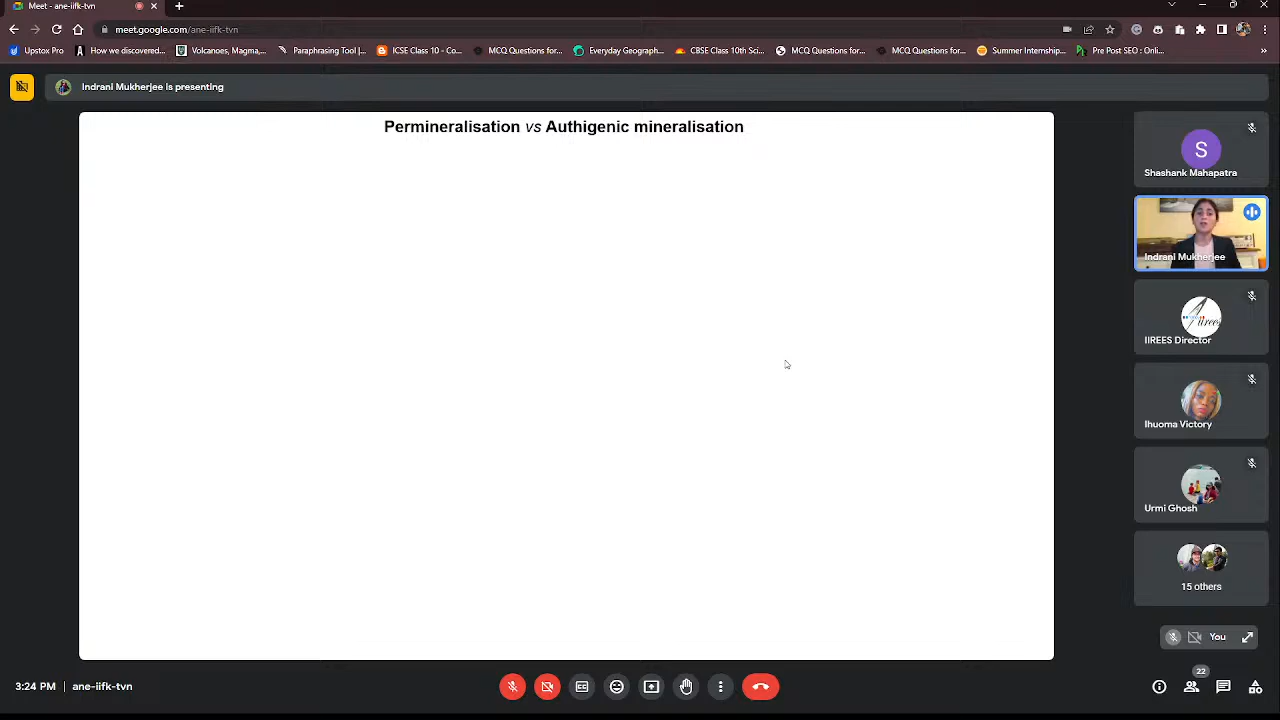 Meet - ane-iifk-tvn
meet.google.com/ane-iifk-tvn
Upstox Pro
How we discovered...
Volcanoes, Magma,...
Paraphrasing Tool |...
ICSE Class 10 - Co...
MCQ Questions for...
Everyday Geograph...
CBSE Class 10th Sci...
MCQ Questions for...
MCQ Questions for...
Summer Internship...
Pre Post SEO : Onli...
Indrani Mukherjee is presenting
Permineralisation vs Authigenic mineralisation
S
Shashank Mahapatra
Indrani Mukherjee
IIREES Director
Ihuoma Victory
Urmi Ghosh
15 others
You
3:24 PM | ane-iifk-tvn
22